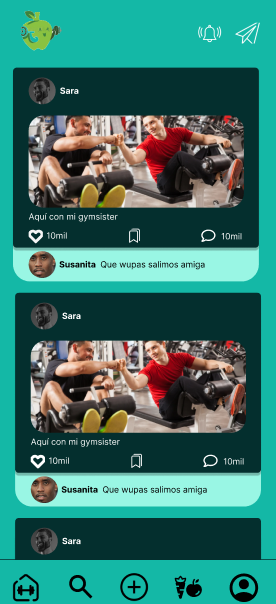 Sara
Aquí con mi gymsister
10mil
10mil
Susanita Que wupas salimos amiga
Sara
Aquí con mi gymsister
10mil
10mil
Susanita Que wupas salimos amiga
Sara